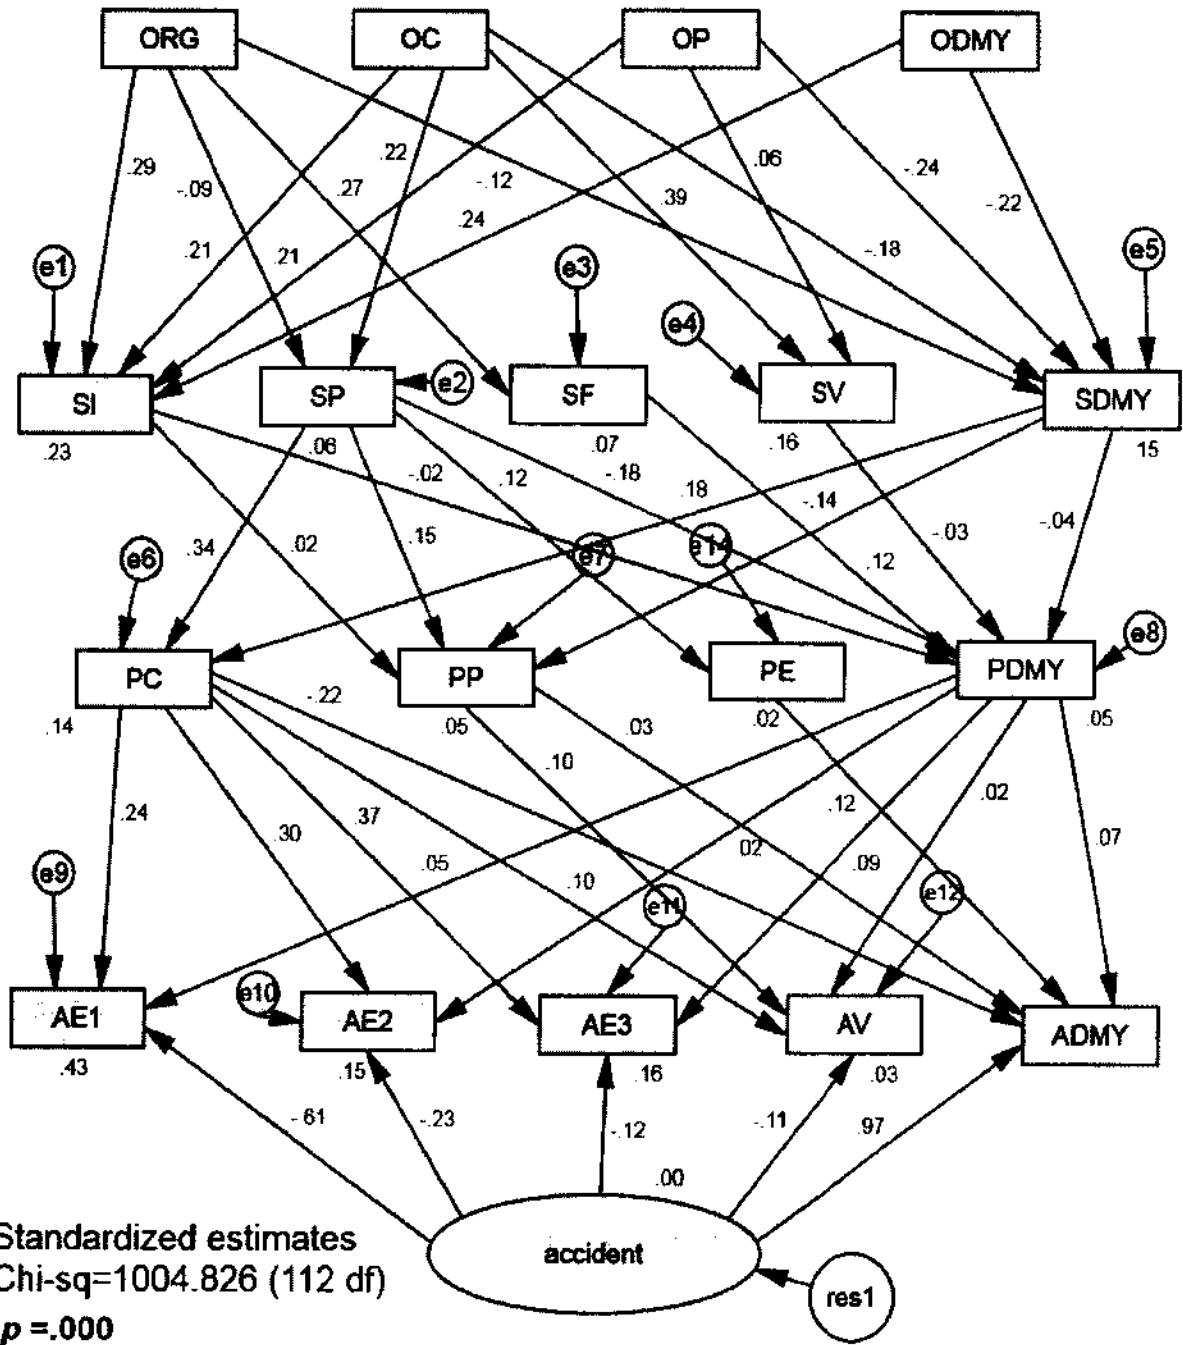 ORG OC OP ODMY
.29 -.09 .22 .27 -.12 .39 .06 -.24 -.22
.21 .21 .24 -.18
e1 e3 e4 e5
SI SP e2 SF SV SDMY
.23 .06 .07 .16 .15
-.02 .12 -.18 .18 -.14
e6 .34 .02 .15 e7 e14 .12 -.03 -.04 e8
PC PP PE PDMY
.14 -.22 .05 .03 .02 .05
.10
.24 .30 .37 .12 .02 .07
e9 .05 .10 .02 .09
e10 e11 e12
AE1 AE2 AE3 AV ADMY
.43 .15 .16 .03
-.61 -.23 -.12 -.11 .97
.00
accident
res1
Standardized estimates
Chi-sq=1004.826 (112 df)
p =.000